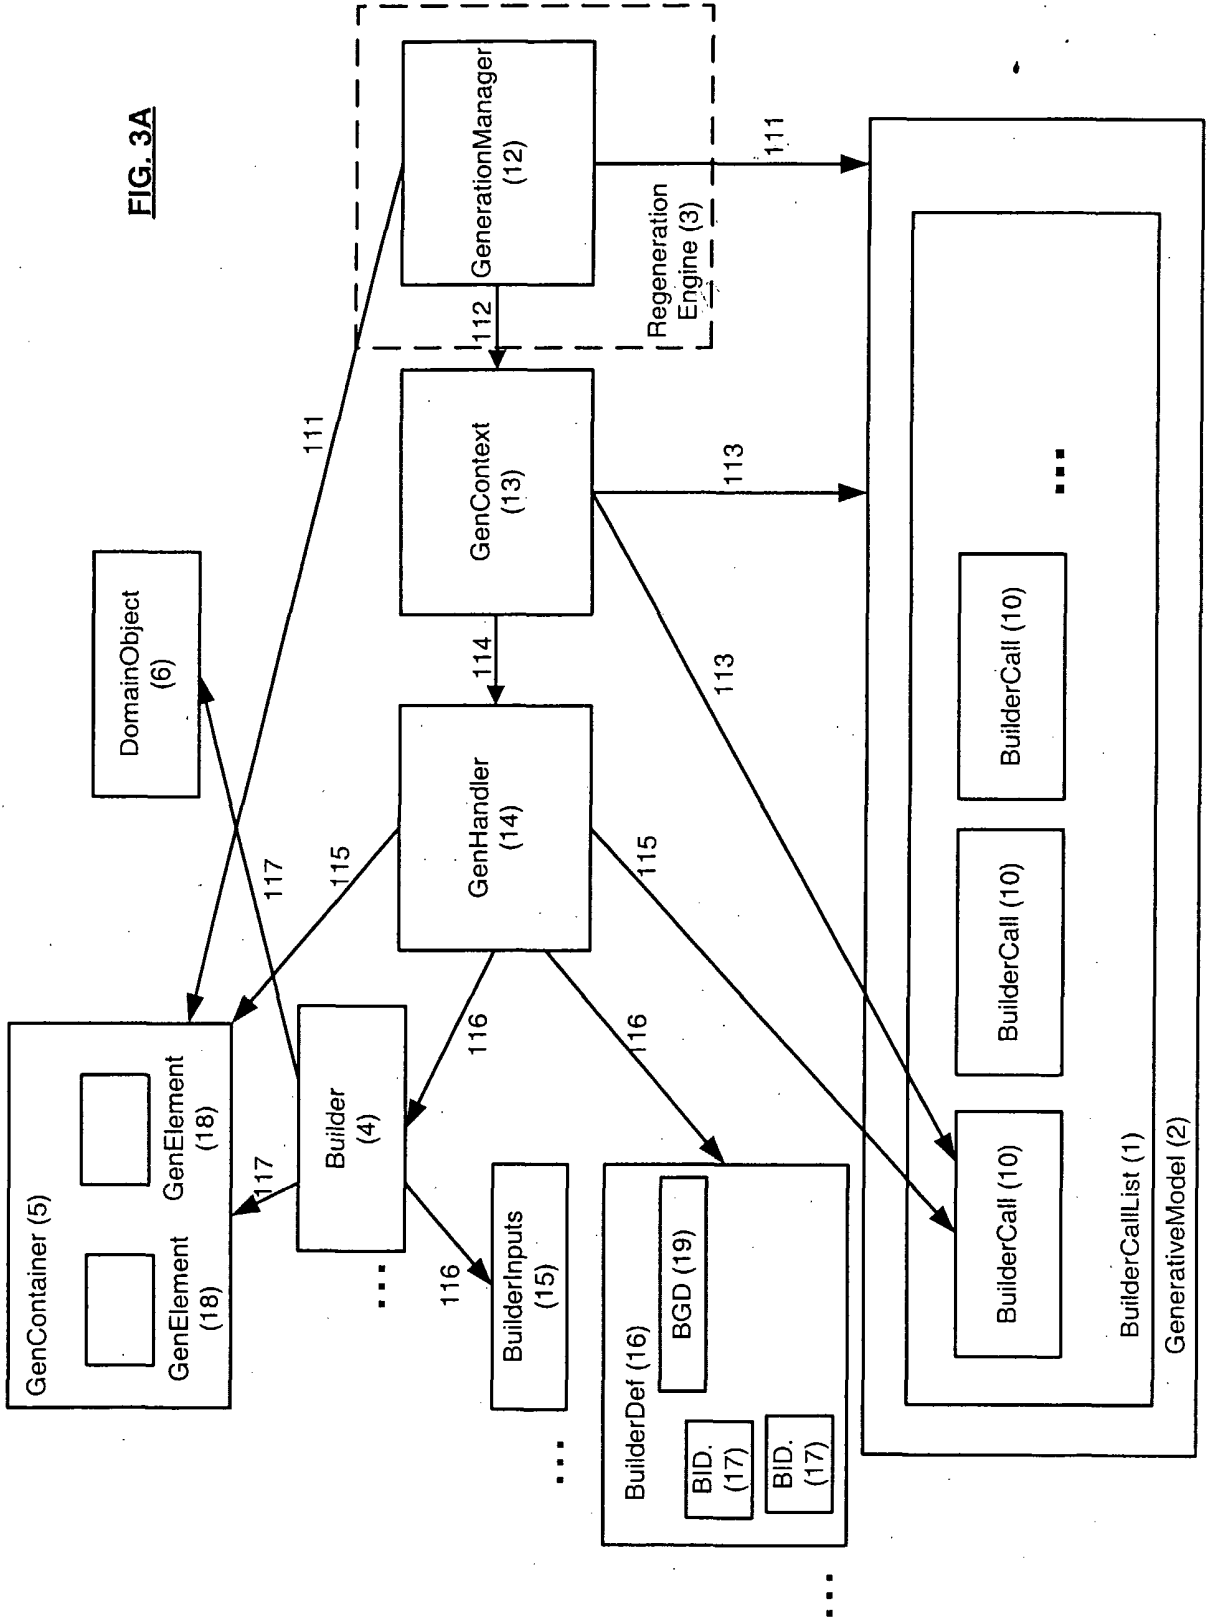 FIG. 3A
GenContainer (5)
GenElement
(18)
GenElement
(18)
DomainObject
(6)
117
117
111
115
Builder
(4)
116
116
BuilderInputs
(15)
GenHandler
(14)
114
GenContext
(13)
112
GenerationManager
(12)
Regeneration
Engine (3)
111
113
113
115
116
BuilderDef (16)
BGD (19)
BID.
(17)
BID.
(17)
BuilderCall (10)
BuilderCall (10)
BuilderCall (10)
BuilderCallList (1)
GenerativeModel (2)